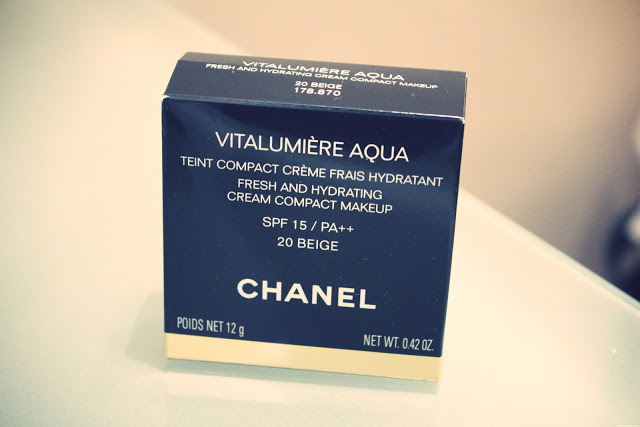 VITALUMIÈRE AQUA
FRESH AND HYDRATING CREAM COMPACT MAKEUP
20 BEIGE
178.870
VITALUMIÈRE AQUA
TEINT COMPACT CRÈME FRAIS HYDRATANT
FRESH AND HYDRATING
CREAM COMPACT MAKEUP
SPF 15 / PA++
20 BEIGE
CHANEL
POIDS NET 12 g
NET WT. 0.42 OZ.